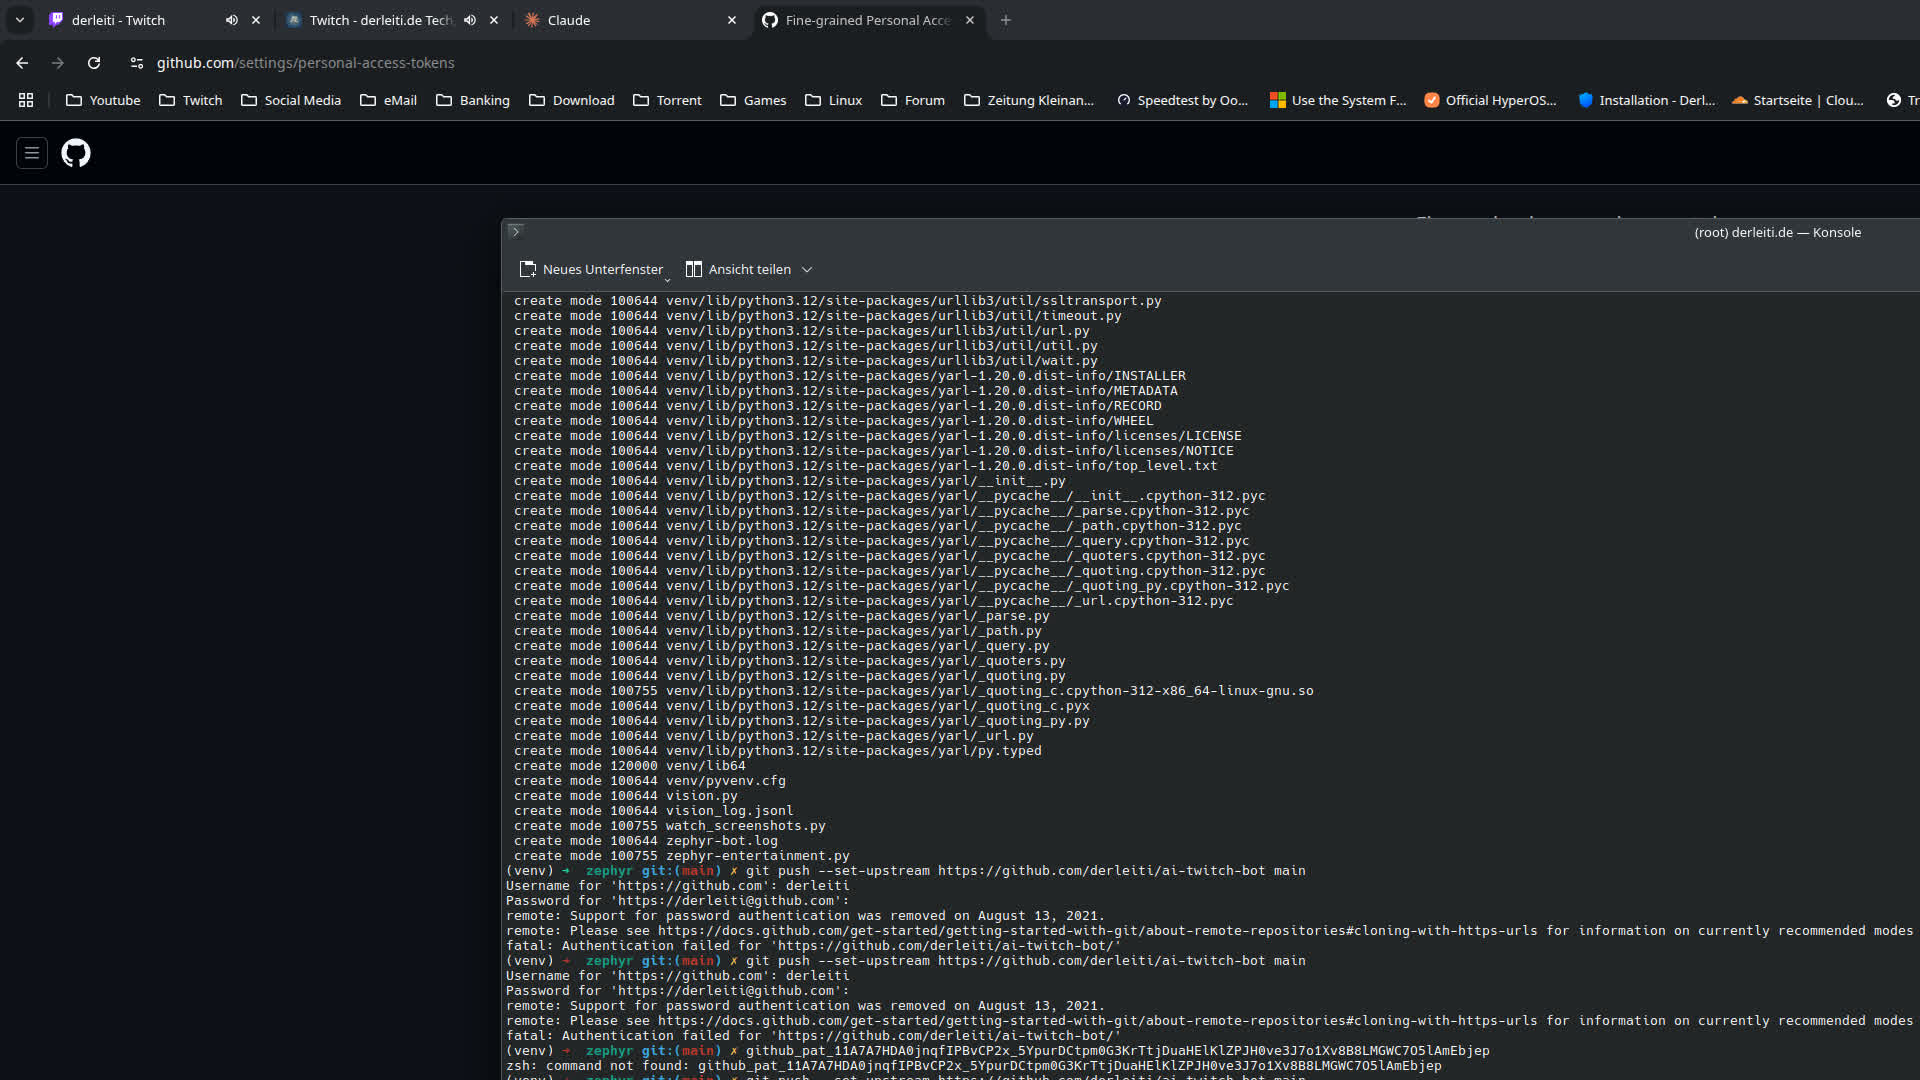 derleiti - Twitch
Twitch - derleiti.de Tech
Claude
Fine-grained Personal Acce
github.com/settings/personal-access-tokens
Youtube
Twitch
Social Media
eMail
Banking
Download
Torrent
Games
Linux
Forum
Zeitung Kleinan...
Speedtest by Oo...
Use the System F...
Official HyperOS...
Installation - Derl...
Startseite | Clou...
Tr
(root) derleiti.de — Konsole
Neues Unterfenster
Ansicht teilen
create mode 100644 venv/lib/python3.12/site-packages/urllib3/util/ssltransport.py
create mode 100644 venv/lib/python3.12/site-packages/urllib3/util/timeout.py
create mode 100644 venv/lib/python3.12/site-packages/urllib3/util/url.py
create mode 100644 venv/lib/python3.12/site-packages/urllib3/util/util.py
create mode 100644 venv/lib/python3.12/site-packages/urllib3/util/wait.py
create mode 100644 venv/lib/python3.12/site-packages/yarl-1.20.0.dist-info/INSTALLER
create mode 100644 venv/lib/python3.12/site-packages/yarl-1.20.0.dist-info/METADATA
create mode 100644 venv/lib/python3.12/site-packages/yarl-1.20.0.dist-info/RECORD
create mode 100644 venv/lib/python3.12/site-packages/yarl-1.20.0.dist-info/WHEEL
create mode 100644 venv/lib/python3.12/site-packages/yarl-1.20.0.dist-info/licenses/LICENSE
create mode 100644 venv/lib/python3.12/site-packages/yarl-1.20.0.dist-info/licenses/NOTICE
create mode 100644 venv/lib/python3.12/site-packages/yarl-1.20.0.dist-info/top_level.txt
create mode 100644 venv/lib/python3.12/site-packages/yarl/__init__.py
create mode 100644 venv/lib/python3.12/site-packages/yarl/__pycache__/__init__.cpython-312.pyc
create mode 100644 venv/lib/python3.12/site-packages/yarl/__pycache__/_parse.cpython-312.pyc
create mode 100644 venv/lib/python3.12/site-packages/yarl/__pycache__/_path.cpython-312.pyc
create mode 100644 venv/lib/python3.12/site-packages/yarl/__pycache__/_query.cpython-312.pyc
create mode 100644 venv/lib/python3.12/site-packages/yarl/__pycache__/_quoters.cpython-312.pyc
create mode 100644 venv/lib/python3.12/site-packages/yarl/__pycache__/_quoting.cpython-312.pyc
create mode 100644 venv/lib/python3.12/site-packages/yarl/__pycache__/_quoting_py.cpython-312.pyc
create mode 100644 venv/lib/python3.12/site-packages/yarl/__pycache__/_url.cpython-312.pyc
create mode 100644 venv/lib/python3.12/site-packages/yarl/_parse.py
create mode 100644 venv/lib/python3.12/site-packages/yarl/_path.py
create mode 100644 venv/lib/python3.12/site-packages/yarl/_query.py
create mode 100644 venv/lib/python3.12/site-packages/yarl/_quoters.py
create mode 100644 venv/lib/python3.12/site-packages/yarl/_quoting.py
create mode 100755 venv/lib/python3.12/site-packages/yarl/_quoting_c.cpython-312-x86_64-linux-gnu.so
create mode 100644 venv/lib/python3.12/site-packages/yarl/_quoting_c.pyx
create mode 100644 venv/lib/python3.12/site-packages/yarl/_quoting_py.py
create mode 100644 venv/lib/python3.12/site-packages/yarl/_url.py
create mode 100644 venv/lib/python3.12/site-packages/yarl/py.typed
create mode 120000 venv/lib64
create mode 100644 venv/pyvenv.cfg
create mode 100644 vision.py
create mode 100644 vision_log.jsonl
create mode 100755 watch_screenshots.py
create mode 100644 zephyr-bot.log
create mode 100755 zephyr-entertainment.py
(venv) ➜ zephyr git:(main) ✗ git push --set-upstream https://github.com/derleiti/ai-twitch-bot main
Username for 'https://github.com': derleiti
Password for 'https://derleiti@github.com':
remote: Support for password authentication was removed on August 13, 2021.
remote: Please see https://docs.github.com/get-started/getting-started-with-git/about-remote-repositories#cloning-with-https-urls for information on currently recommended modes
fatal: Authentication failed for 'https://github.com/derleiti/ai-twitch-bot/'
(venv) ➜ zephyr git:(main) ✗ git push --set-upstream https://github.com/derleiti/ai-twitch-bot main
Username for 'https://github.com': derleiti
Password for 'https://derleiti@github.com':
remote: Support for password authentication was removed on August 13, 2021.
remote: Please see https://docs.github.com/get-started/getting-started-with-git/about-remote-repositories#cloning-with-https-urls for information on currently recommended modes
fatal: Authentication failed for 'https://github.com/derleiti/ai-twitch-bot/'
(venv) ➜ zephyr git:(main) ✗ 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
zsh: command not found: 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
(venv) ➜ zephyr git:(main) ✗ git push --set-upstream https://github.com/derleiti/ai-twitch-bot main